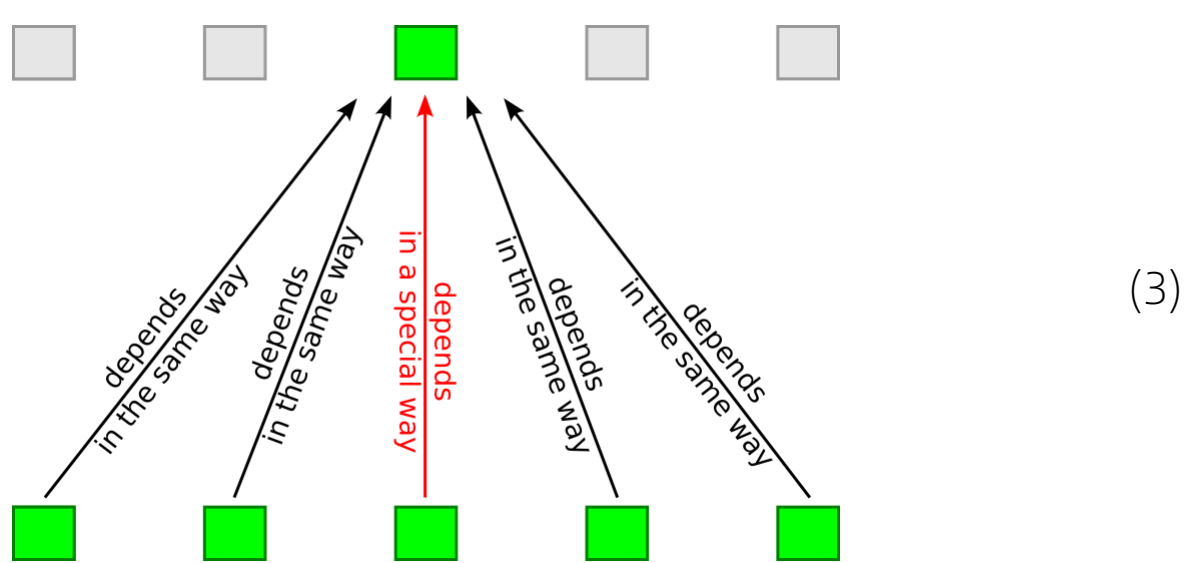 depends
in the same way
depends
in the same way
depends
in a special way
depends
in the same way
depends
in the same way
(3)